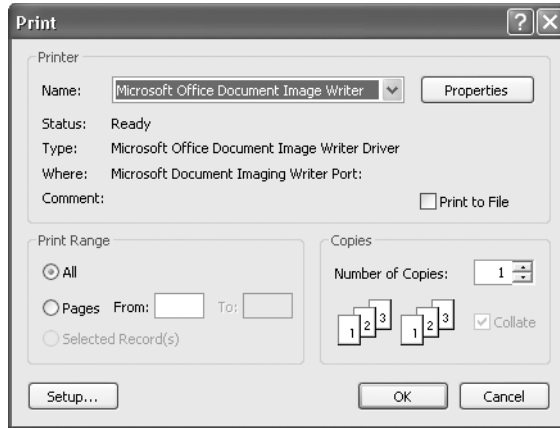 Print
Printer
Name: Microsoft Office Document Image Writer Properties
Status: Ready
Type: Microsoft Office Document Image Writer Driver
Where: Microsoft Document Imaging Writer Port:
Comment: Print to File
Print Range
All
Pages From: To:
Selected Record(s)
Copies
Number of Copies: 1
1 2 3 1 2 3 Collate
Setup... OK Cancel